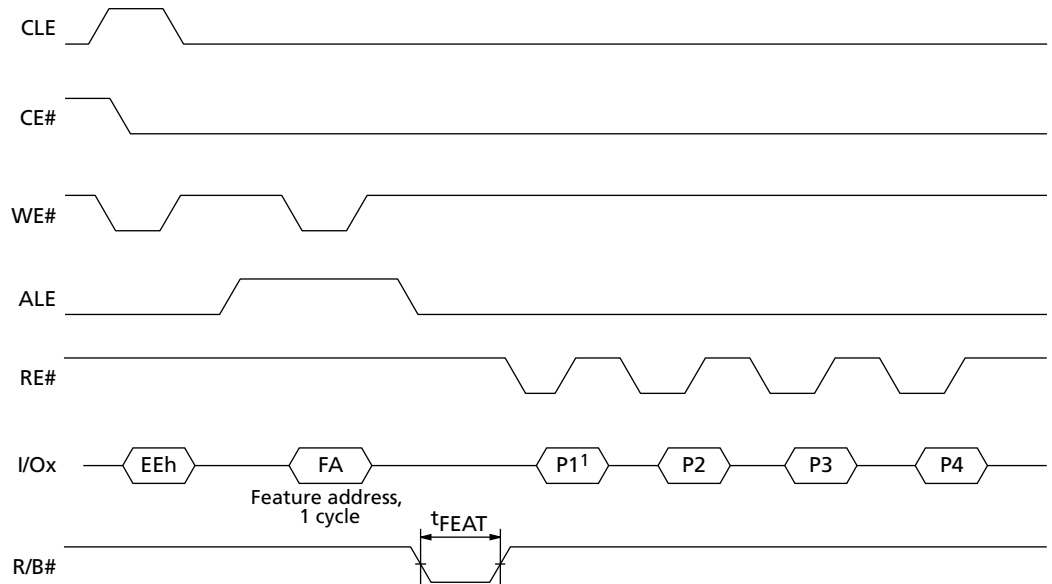 CLE
CE#
WE#
ALE
RE#
I/Ox EEh FA P1¹ P2 P3 P4
Feature address,
1 cycle
tFEAT
R/B#